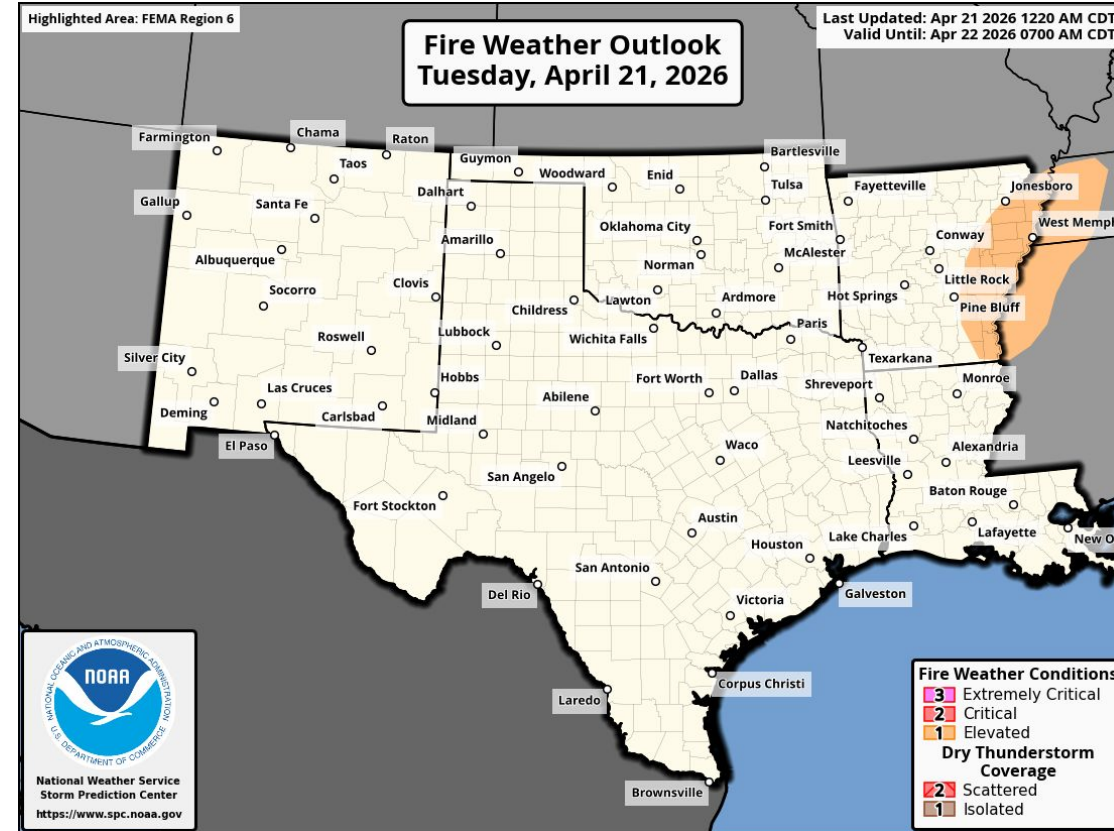 Highlighted Area: FEMA Region 6
Fire Weather Outlook
Tuesday, April 21, 2026
Last Updated: Apr 21 2026 1220 AM CDT
Valid Until: Apr 22 2026 0700 AM CDT
Farmington
Chama
Raton
Taos
Guymon
Woodward
Enid
Bartlesville
Tulsa
Fayetteville
Jonesboro
Gallup
Santa Fe
Dalhart
West Memph
Oklahoma City
Fort Smith
Conway
Albuquerque
Amarillo
Norman
McAlester
Little Rock
Socorro
Clovis
Childress
Lawton
Ardmore
Hot Springs
Pine Bluff
Roswell
Lubbock
Wichita Falls
Paris
Texarkana
Silver City
Hobbs
Fort Worth
Dallas
Shreveport
Monroe
Las Cruces
Deming
Carlsbad
Midland
Abilene
Natchitoches
El Paso
Waco
Leesville
Alexandria
San Angelo
Baton Rouge
Fort Stockton
Austin
Houston
Lake Charles
Lafayette
New O
San Antonio
Del Rio
Galveston
Victoria
Laredo
Corpus Christi
Brownsville
NATIONAL OCEANIC AND ATMOSPHERIC ADMINISTRATION
NOAA
U.S. DEPARTMENT OF COMMERCE
National Weather Service
Storm Prediction Center
https://www.spc.noaa.gov
Fire Weather Conditions
3 Extremely Critical
2 Critical
1 Elevated
Dry Thunderstorm
Coverage
2 Scattered
1 Isolated